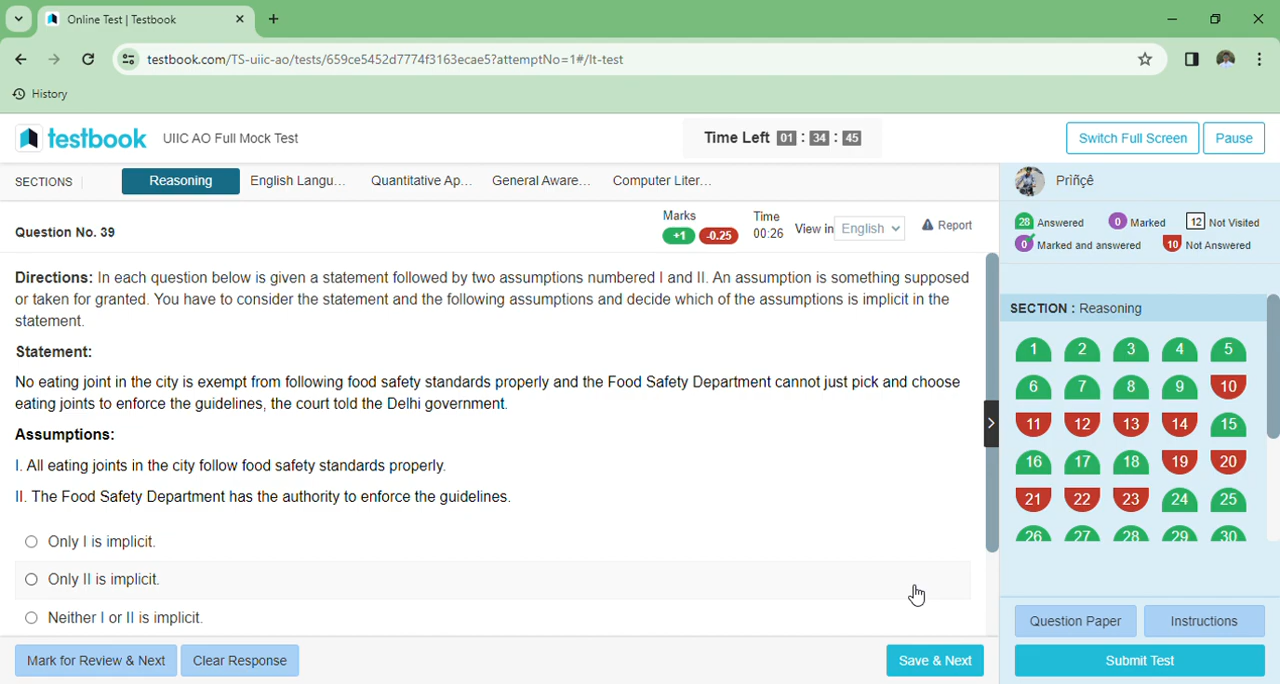 Online Test | Testbook
testbook.com/TS-uiic-ao/tests/659ce5452d7774f3163ecae5?attemptNo=1#/lt-test
History
testbook UIIC AO Full Mock Test Time Left 01 : 34 : 45 Switch Full Screen Pause
SECTIONS Reasoning English Langu... Quantitative Ap... General Aware... Computer Liter... Prïñçê
Question No. 39 Marks +1 -0.25 Time 00:26 View in English Report
28 Answered 0 Marked 12 Not Visited
0 Marked and answered 10 Not Answered
Directions: In each question below is given a statement followed by two assumptions numbered I and II. An assumption is something supposed
or taken for granted. You have to consider the statement and the following assumptions and decide which of the assumptions is implicit in the
statement.
Statement:
No eating joint in the city is exempt from following food safety standards properly and the Food Safety Department cannot just pick and choose
eating joints to enforce the guidelines, the court told the Delhi government.
Assumptions:
I. All eating joints in the city follow food safety standards properly.
II. The Food Safety Department has the authority to enforce the guidelines.
Only I is implicit.
Only II is implicit.
Neither I or II is implicit.
SECTION : Reasoning
1 2 3 4 5
6 7 8 9 10
11 12 13 14 15
16 17 18 19 20
21 22 23 24 25
26 27 28 29 30
Question Paper Instructions
Mark for Review & Next Clear Response Save & Next Submit Test